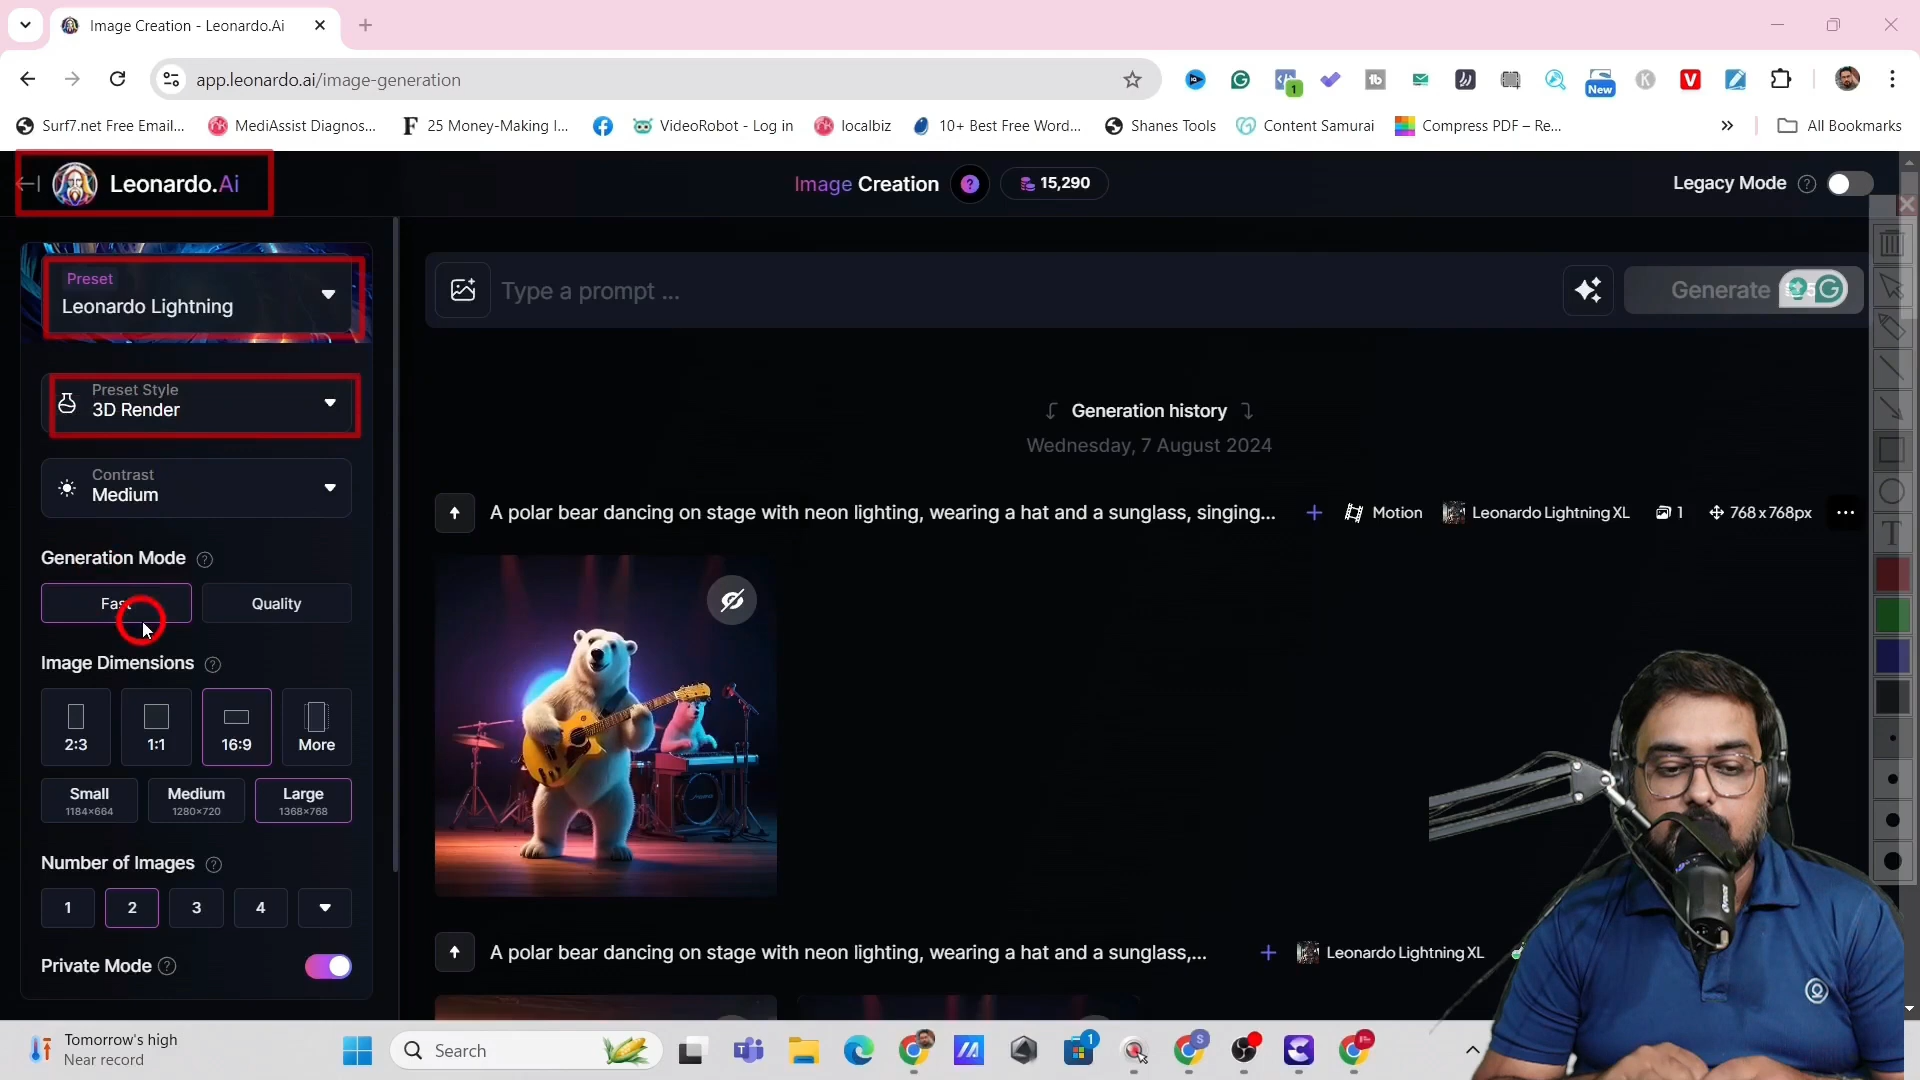 Image Creation - Leonardo.Ai
app.leonardo.ai/image-generation
1
New
Surf7.net Free Email...
MediAssist Diagnos...
25 Money-Making I...
VideoRobot - Log in
localbiz
10+ Best Free Word...
Shanes Tools
Content Samurai
Compress PDF – Re...
All Bookmarks
Leonardo.Ai
Image Creation
15,290
Legacy Mode
Preset
Leonardo Lightning
Type a prompt ...
Generate
Preset Style
3D Render
Generation history
Wednesday, 7 August 2024
Contrast
Medium
A polar bear dancing on stage with neon lighting, wearing a hat and a sunglass, singing...
Motion
Leonardo Lightning XL
1
768 x 768px
Generation Mode
Fast
Quality
Image Dimensions
2:3
1:1
16:9
More
Small
1184×664
Medium
1280×720
Large
1368×768
Number of Images
1
2
3
4
Private Mode
A polar bear dancing on stage with neon lighting, wearing a hat and a sunglass,...
Leonardo Lightning XL
Tomorrow's high
Near record
Search
1